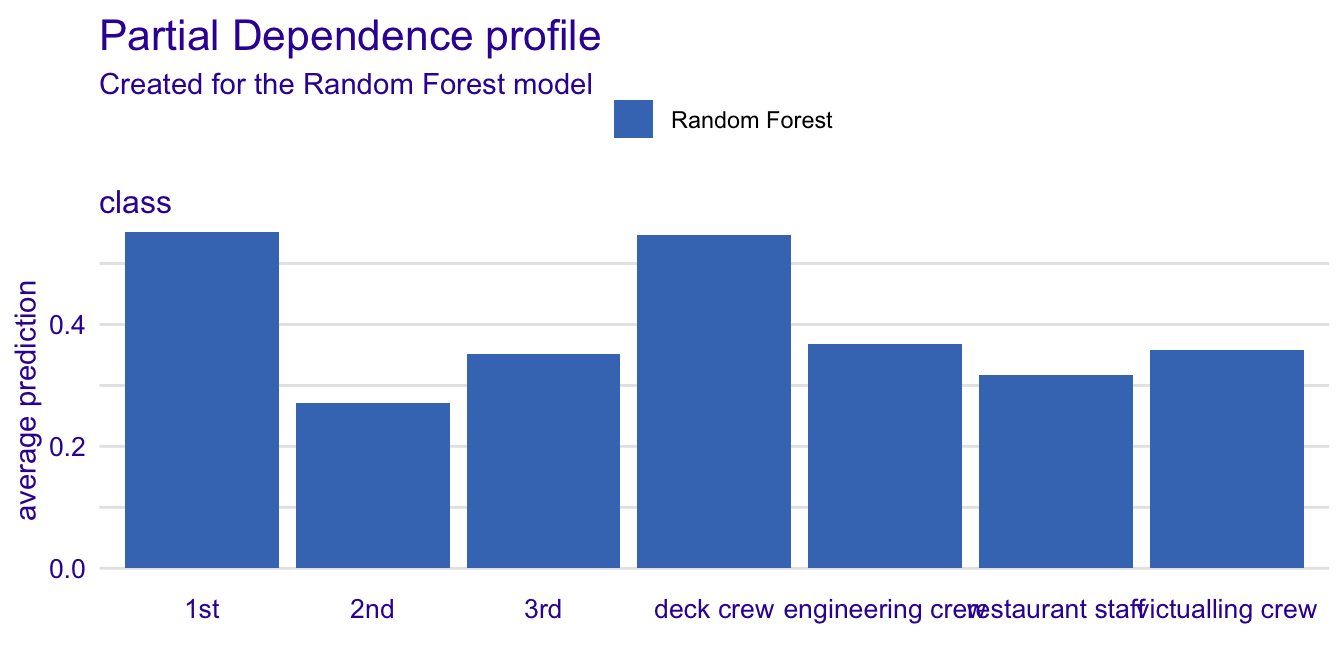 Partial Dependence profile
Created for the Random Forest model
Random Forest
class
average prediction
0.4
0.2
0.0
1st 2nd 3rd deck crew engineering crew restaurant staff victualling crew